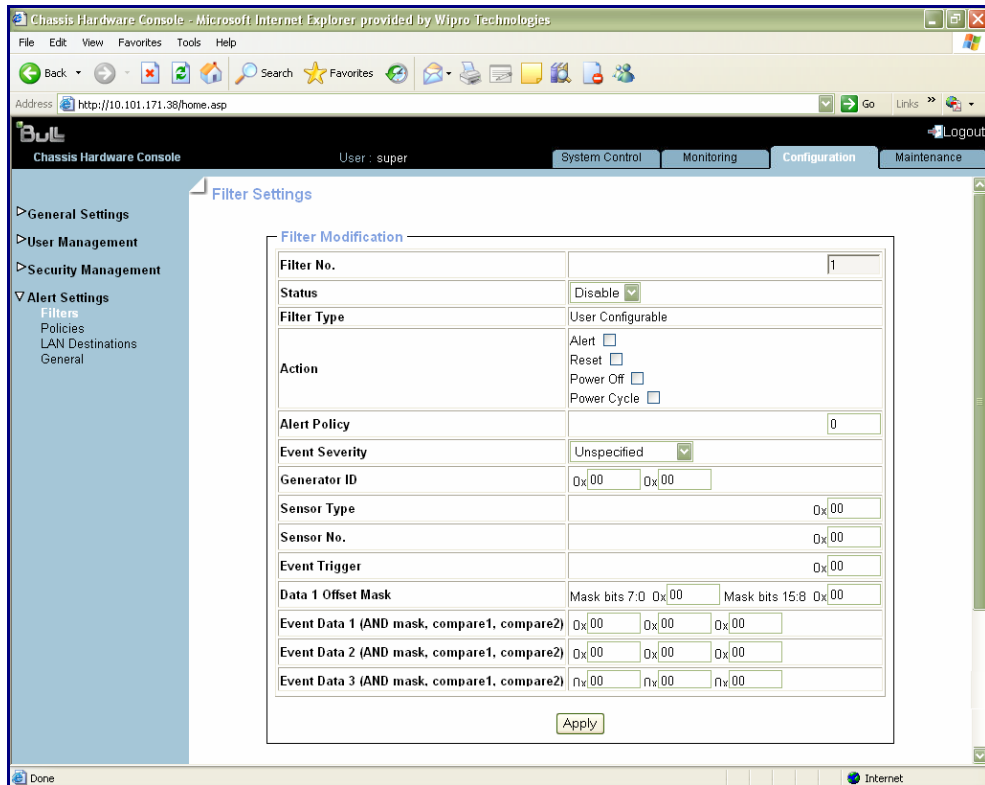 Chassis Hardware Console - Microsoft Internet Explorer provided by Wipro Technologies
File Edit View Favorites Tools Help
Back Search Favorites
Address http://10.101.171.38/home.asp Go Links »
Bull Logout
Chassis Hardware Console User : super System Control Monitoring Configuration Maintenance
General Settings
User Management
Security Management
Alert Settings
Filters
Policies
LAN Destinations
General
Filter Settings
Filter Modification
Filter No. 1
Status Disable
Filter Type User Configurable
Action
Alert
Reset
Power Off
Power Cycle
Alert Policy 0
Event Severity Unspecified
Generator ID 0x 00 0x 00
Sensor Type 0x 00
Sensor No. 0x 00
Event Trigger 0x 00
Data 1 Offset Mask Mask bits 7:0 0x 00 Mask bits 15:8 0x 00
Event Data 1 (AND mask, compare1, compare2) 0x 00 0x 00 0x 00
Event Data 2 (AND mask, compare1, compare2) 0x 00 0x 00 0x 00
Event Data 3 (AND mask, compare1, compare2) 0x 00 0x 00 0x 00
Apply
Done Internet